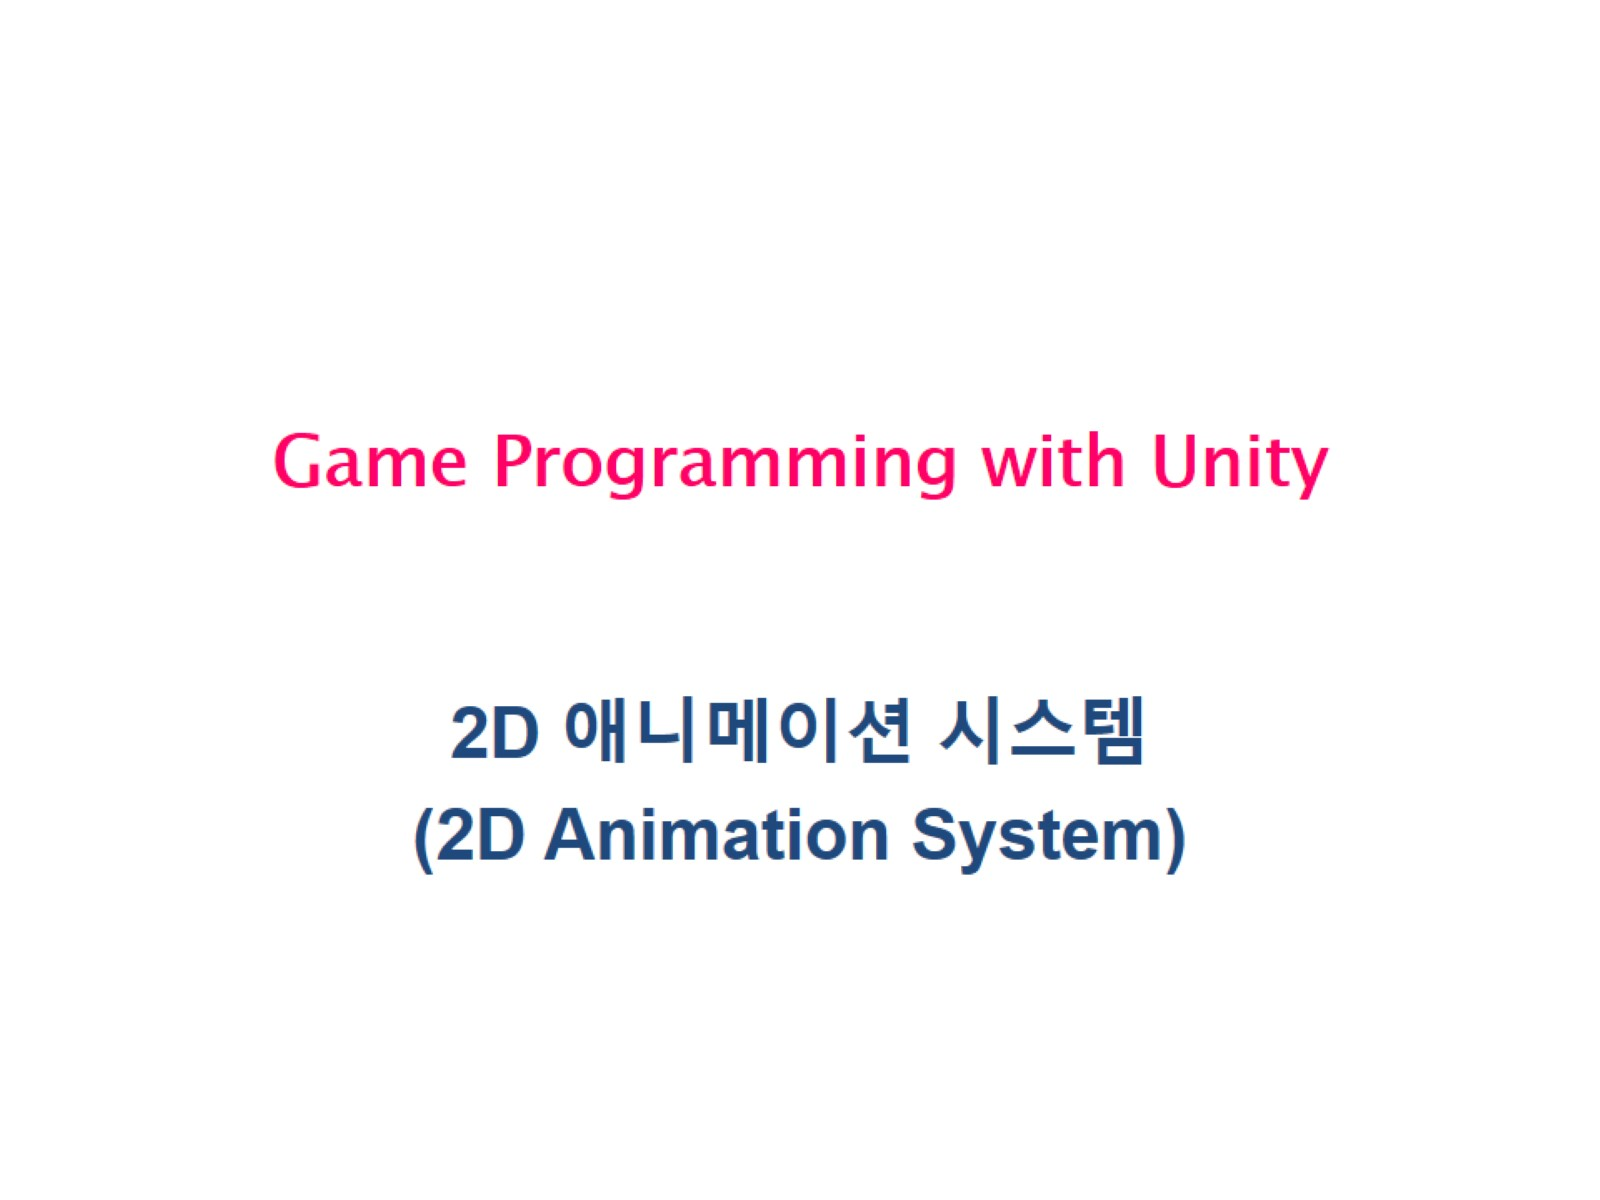 Game Programming with Unity
2D 애니메이션 시스템
(2D Animation System)